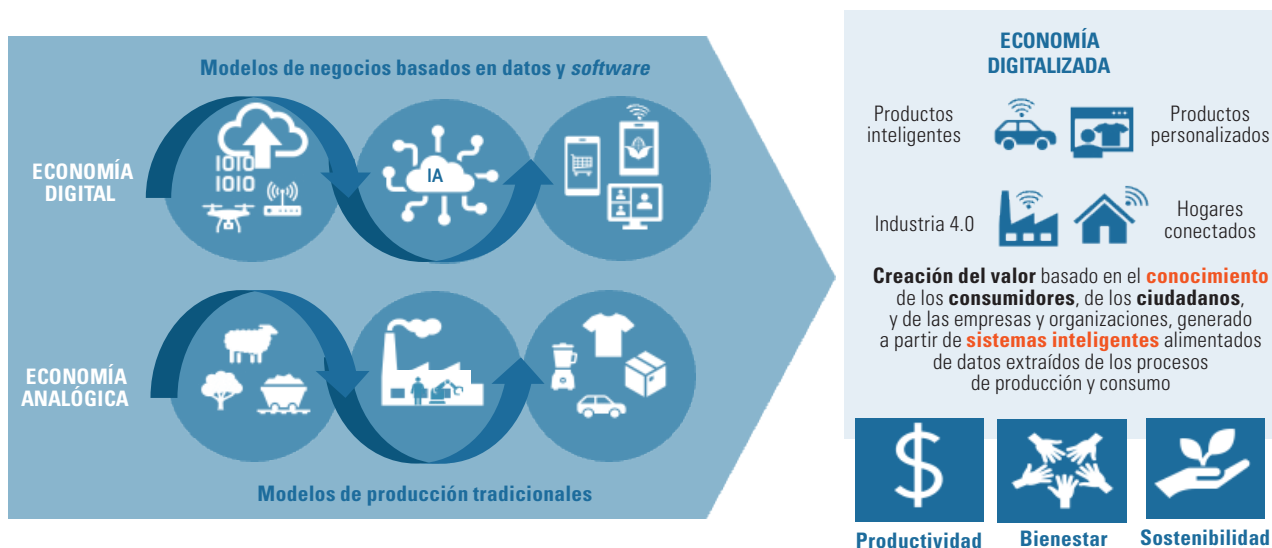 Modelos de negocios basados en datos y software
ECONOMÍA
DIGITAL
1010
1010
IA
ECONOMÍA
ANALÓGICA
Modelos de producción tradicionales
ECONOMÍA
DIGITALIZADA
Productos
inteligentes
Productos
personalizados
Industria 4.0
Hogares
conectados
Creación del valor basado en el conocimiento
de los consumidores, de los ciudadanos,
y de las empresas y organizaciones, generado
a partir de sistemas inteligentes alimentados
de datos extraídos de los procesos
de producción y consumo
$
Productividad
Bienestar
Sostenibilidad